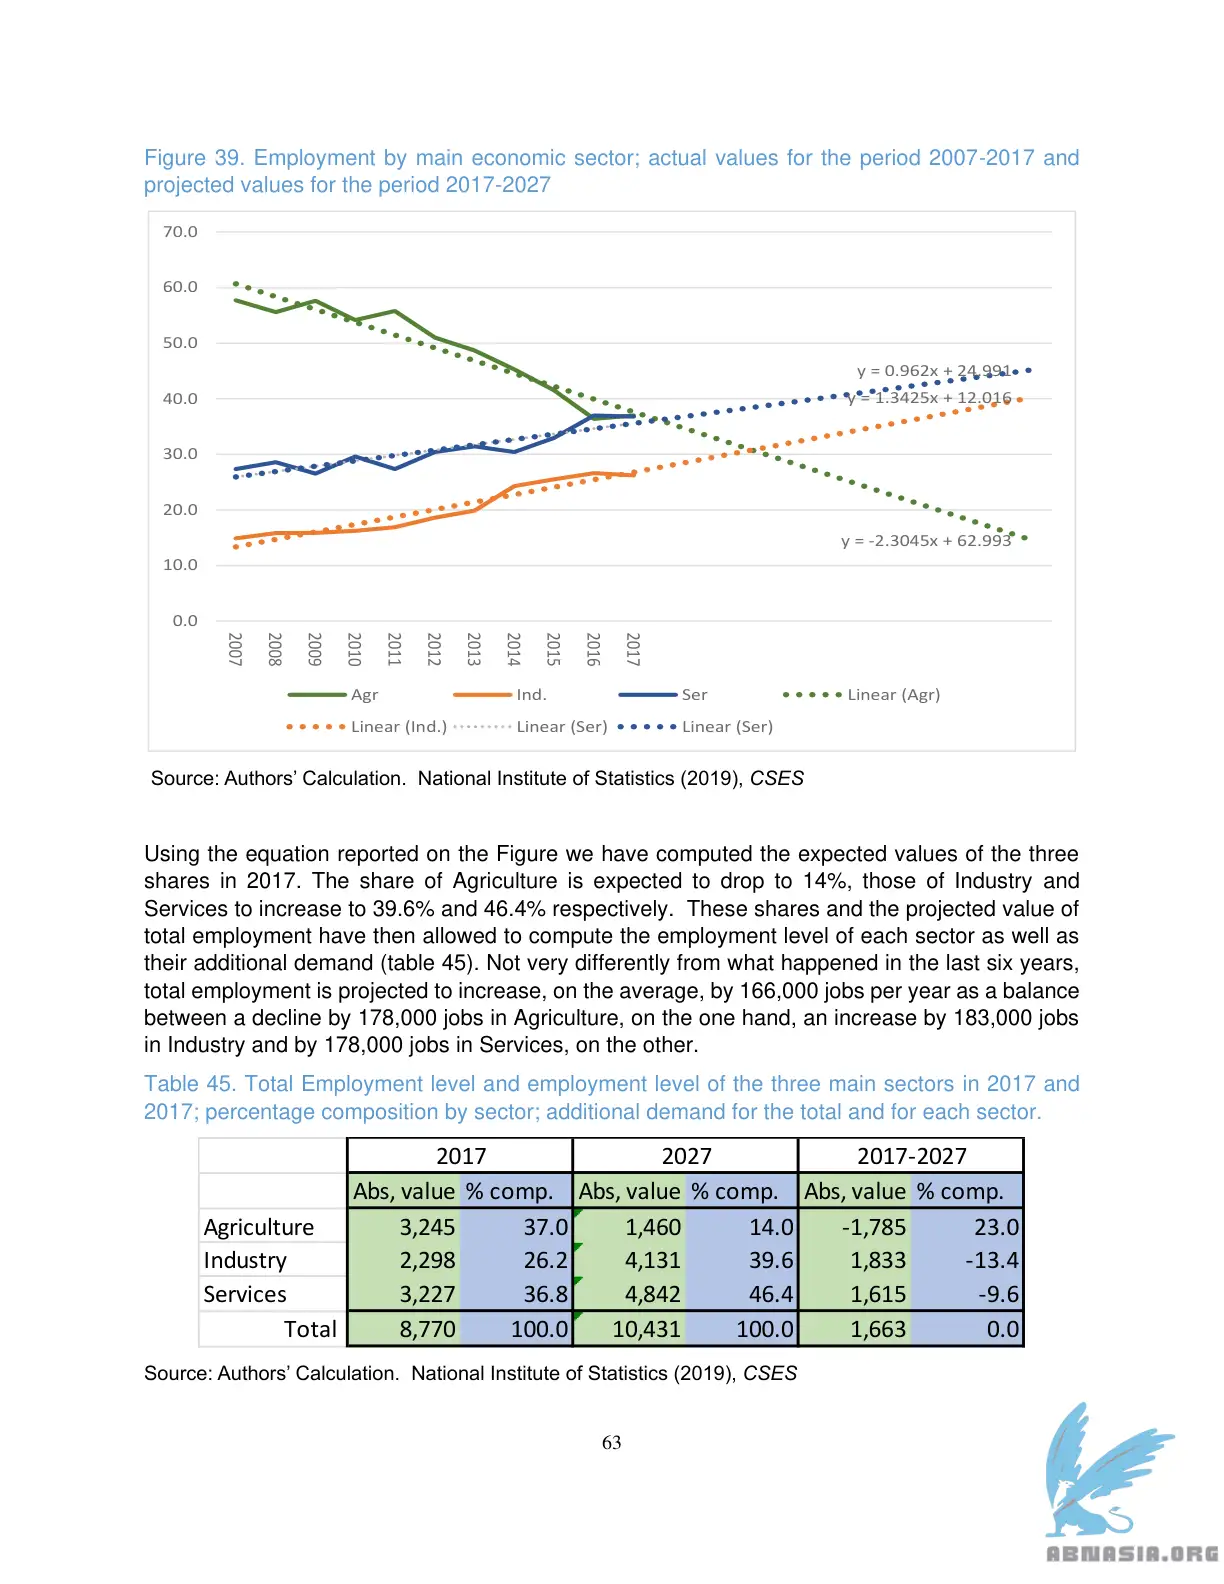 Figure 39. Employment by main economic sector; actual values for the period 2007-2017 and
projected values for the period 2017-2027
70.0
60.0
50.0
40.0
30.0
20.0
10.0
0.0
y = 0.962x + 24.991
y = 1.3425x + 12.016
y = -2.3045x + 62.993
2007 2008 2009 2010 2011 2012 2013 2014 2015 2016 2017
Agr Ind. Ser Linear (Agr)
Linear (Ind.) Linear (Ser) Linear (Ser)
Source: Authors’ Calculation. National Institute of Statistics (2019), CSES
Using the equation reported on the Figure we have computed the expected values of the three
shares in 2017. The share of Agriculture is expected to drop to 14%, those of Industry and
Services to increase to 39.6% and 46.4% respectively. These shares and the projected value of
total employment have then allowed to compute the employment level of each sector as well as
their additional demand (table 45). Not very differently from what happened in the last six years,
total employment is projected to increase, on the average, by 166,000 jobs per year as a balance
between a decline by 178,000 jobs in Agriculture, on the one hand, an increase by 183,000 jobs
in Industry and by 178,000 jobs in Services, on the other.
Table 45. Total Employment level and employment level of the three main sectors in 2017 and
2017; percentage composition by sector; additional demand for the total and for each sector.
2017 2027 2017-2027
Abs, value % comp. Abs, value % comp. Abs, value % comp.
Agriculture 3,245 37.0 1,460 14.0 -1,785 23.0
Industry 2,298 26.2 4,131 39.6 1,833 -13.4
Services 3,227 36.8 4,842 46.4 1,615 -9.6
Total 8,770 100.0 10,431 100.0 1,663 0.0
Source: Authors’ Calculation. National Institute of Statistics (2019), CSES
63
ABNASIA.ORG